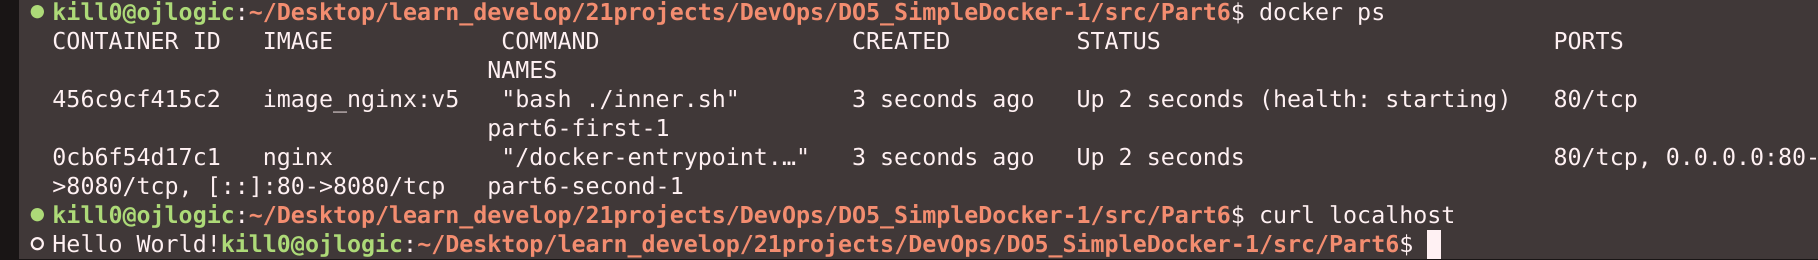 kill0@ojlogic:~/Desktop/learn_develop/21projects/DevOps/DO5_SimpleDocker-1/src/Part6$ docker ps
CONTAINER ID   IMAGE            COMMAND                  CREATED         STATUS                            PORTS
NAMES
456c9cf415c2   image_nginx:v5   "bash ./inner.sh"        3 seconds ago   Up 2 seconds (health: starting)   80/tcp
part6-first-1
0cb6f54d17c1   nginx            "/docker-entrypoint.…"   3 seconds ago   Up 2 seconds                      80/tcp, 0.0.0.0:80-
>8080/tcp, [::]:80->8080/tcp   part6-second-1
kill0@ojlogic:~/Desktop/learn_develop/21projects/DevOps/DO5_SimpleDocker-1/src/Part6$ curl localhost
Hello World!kill0@ojlogic:~/Desktop/learn_develop/21projects/DevOps/DO5_SimpleDocker-1/src/Part6$